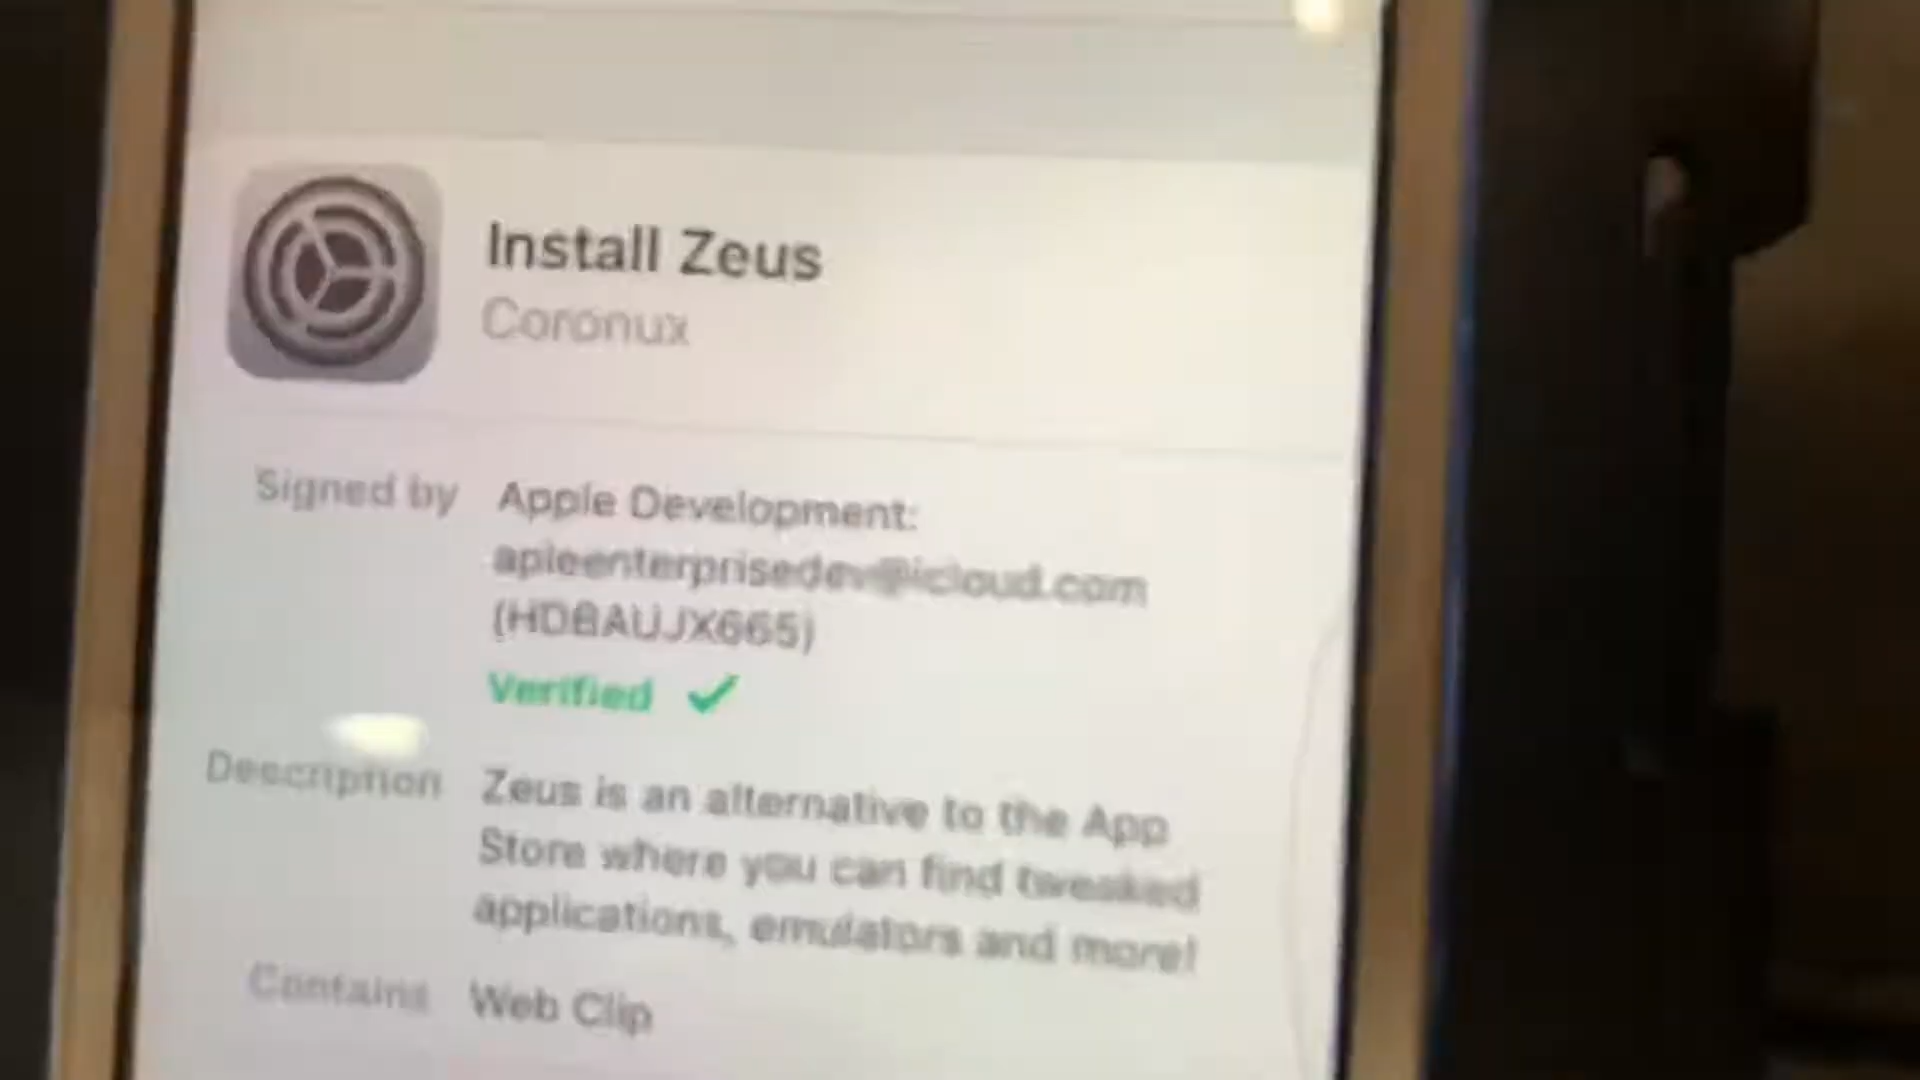 Install Zeus
Coronux
Signed by Apple Development:
apleenterprisedev@icloud.com
(HD8AUJX665)
Verified ✓
Description Zeus is an alternative to the App
Store where you can find tweaked
applications, emulators and more!
Contains Web Clip